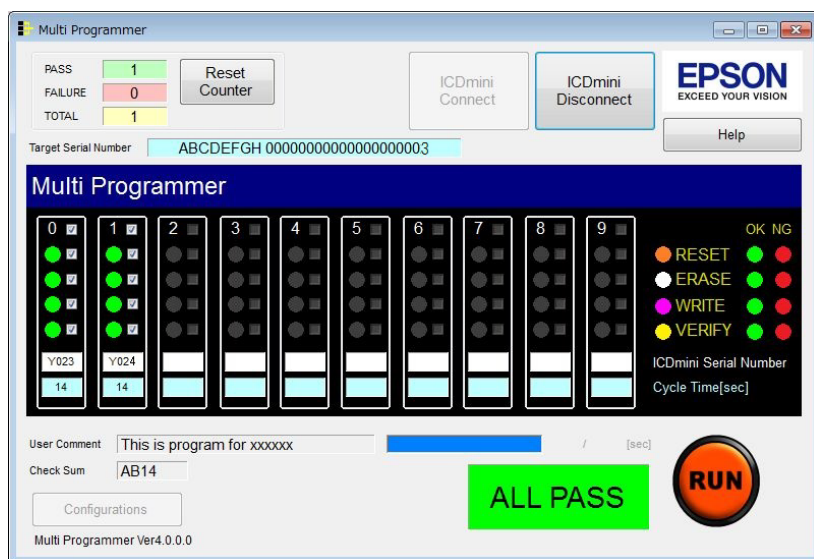 Multi Programmer
PASS 1
FAILURE 0
TOTAL 1
Reset Counter
ICDmini Connect
ICDmini Disconnect
EPSON
EXCEED YOUR VISION
Help
Target Serial Number ABCDEFGH 00000000000000000003
Multi Programmer
0 1 2 3 4 5 6 7 8 9 OK NG
RESET
ERASE
WRITE
VERIFY
Y023 Y024 ICDmini Serial Number
14 14 Cycle Time[sec]
User Comment This is program for xxxxxx / [sec]
Check Sum AB14
ALL PASS
RUN
Configurations
Multi Programmer Ver4.0.0.0